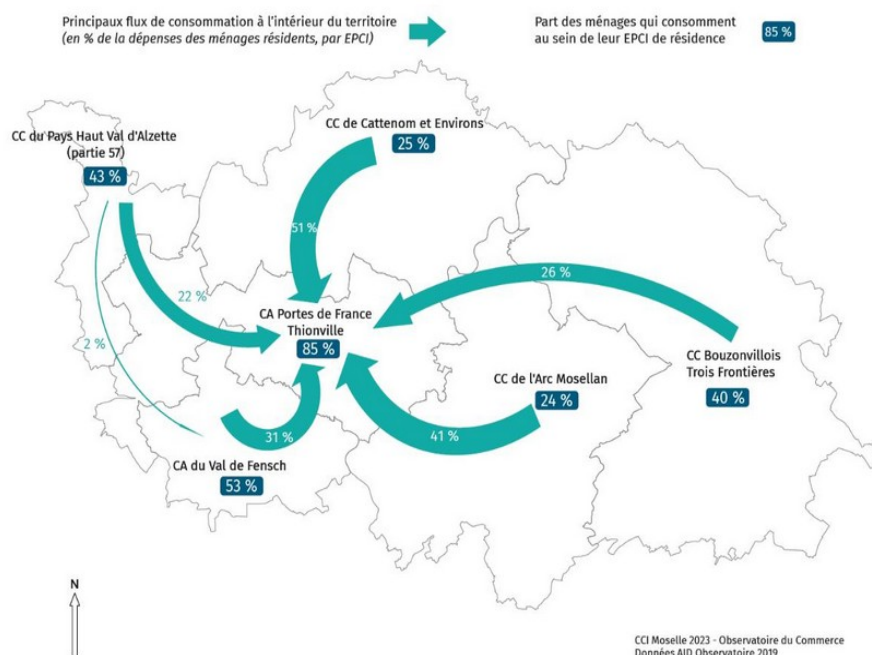 Principaux flux de consommation à l'intérieur du territoire
(en % de la dépenses des ménages résidents, par EPCI)
Part des ménages qui consomment
au sein de leur EPCI de résidence
85 %
CC du Pays Haut Val d'Alzette
(partie 57)
43 %
CC de Cattenom et Environs
25 %
51 %
26 %
22 %
2 %
CA Portes de France
Thionville
85 %
CC de l'Arc Mosellan
24 %
CC Bouzonvillois
Trois Frontières
40 %
31 %
41 %
CA du Val de Fensch
53 %
N
CCI Moselle 2023 - Observatoire du Commerce
Données AID Observatoire 2019